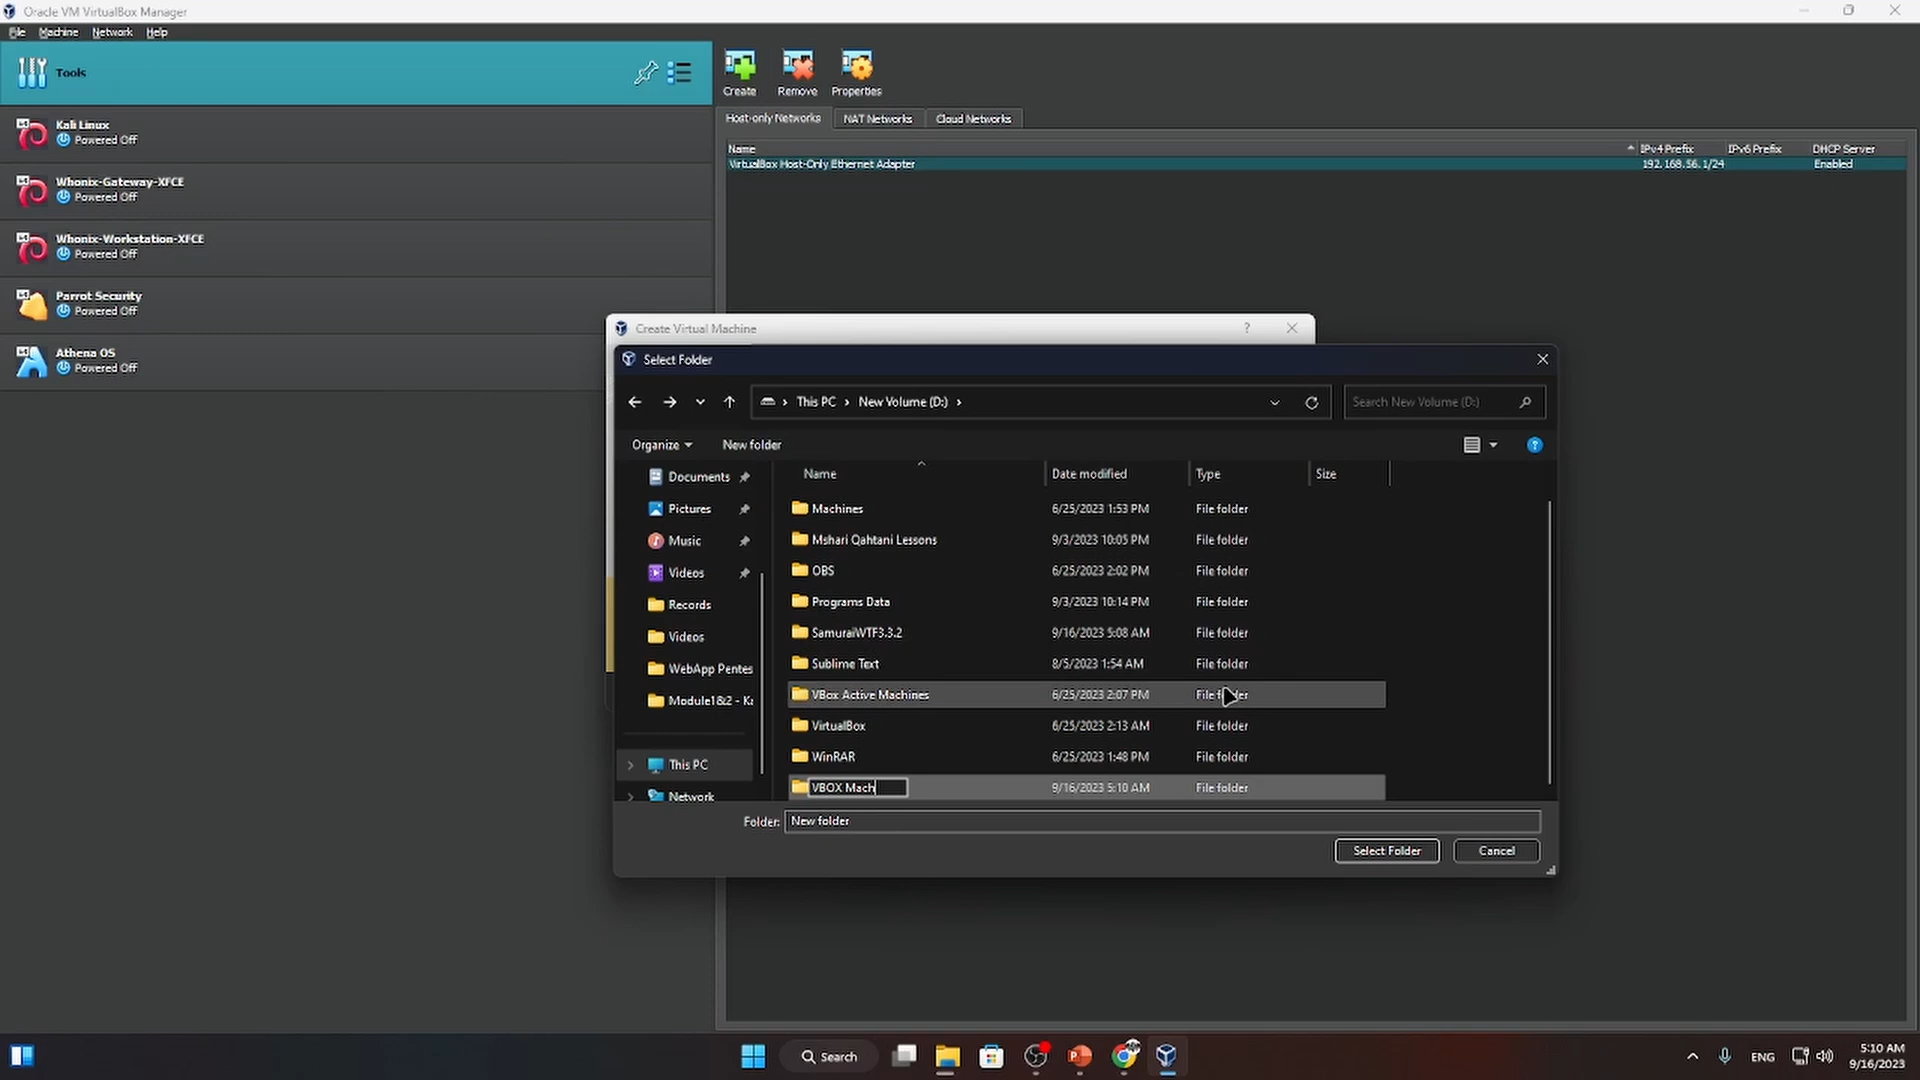 Oracle VM VirtualBox Manager
File Machine Network Help
Tools
Create Remove Properties
Host-only Networks NAT Networks Cloud Networks
Name IPv4 Prefix IPv6 Prefix DHCP Server
VirtualBox Host-Only Ethernet Adapter 192.168.56.1/24 Enabled
Kali Linux
Powered Off
Whonix-Gateway-XFCE
Powered Off
Whonix-Workstation-XFCE
Powered Off
Parrot Security
Powered Off
Athena OS
Powered Off
Create Virtual Machine
Select Folder
This PC New Volume (D:)
Search New Volume (D:)
Organize New folder
Name Date modified Type Size
Documents
Pictures
Music
Videos
Records
Videos
WebApp Pentes
Module1&2 - Ka
This PC
Network
Machines 6/25/2023 1:53 PM File folder
Mshari Qahtani Lessons 9/3/2023 10:05 PM File folder
OBS 6/25/2023 2:02 PM File folder
Programs Data 9/3/2023 10:14 PM File folder
SamuraiWTF3.3.2 9/16/2023 5:08 AM File folder
Sublime Text 8/5/2023 1:54 AM File folder
VBox Active Machines 6/25/2023 2:07 PM File folder
VirtualBox 6/25/2023 2:13 AM File folder
WinRAR 6/25/2023 1:48 PM File folder
VBOX Mach 9/16/2023 5:10 AM File folder
Folder: New folder
Select Folder Cancel
Search
ENG
5:10 AM
9/16/2023